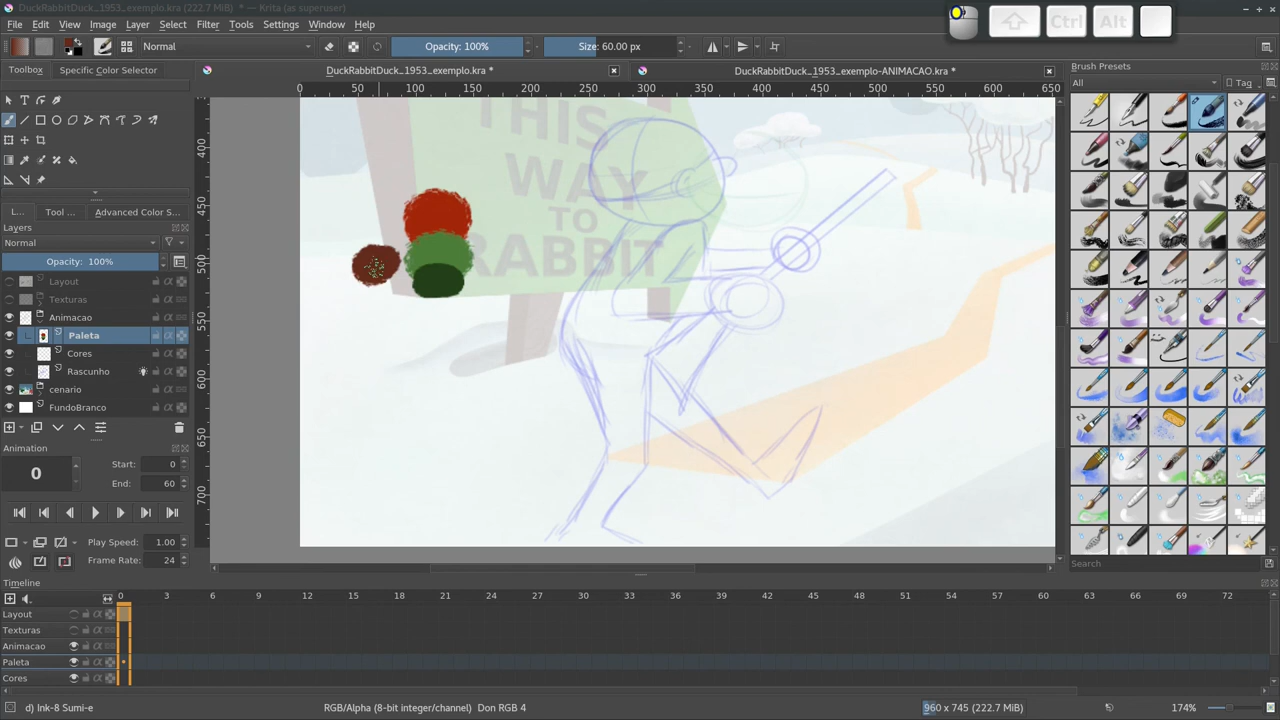 DuckRabbitDuck_1953_exemplo.kra (222.7 MiB) * — Krita (as superuser)
File Edit View Image Layer Select Filter Tools Settings Window Help
Ctrl Alt
Normal Opacity: 100% Size: 60.00 px
Toolbox Specific Color Selector
DuckRabbitDuck_1953_exemplo.kra * DuckRabbitDuck_1953_exemplo-ANIMACAO.kra *
Brush Presets
All Tag
0 50 100 150 200 250 300 350 400 450 500 550 600 650
400 450 500 550 600 650 700
THIS
WAY
TO
RABBIT
L... Tool ... Advanced Color S...
Layers
Normal
Opacity: 100%
Layout
Texturas
Animacao
Paleta
Cores
Rascunho
cenario
FundoBranco
Animation
0 Start: 0
End: 60
Play Speed: 1.00
Frame Rate: 24
Search
Timeline
0 3 6 9 12 15 18 21 24 27 30 33 36 39 42 45 48 51 54 57 60 63 66 69 72
Layout
Texturas
Animacao
Paleta
Cores
d) Ink-8 Sumi-e RGB/Alpha (8-bit integer/channel) Don RGB 4 960 x 745 (222.7 MiB) 174%